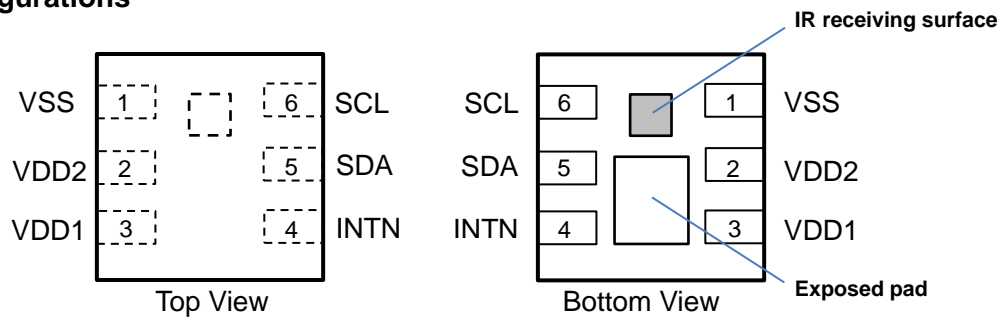 gurations
IR receiving surface
VSS 1 6 SCL
VDD2 2 5 SDA
VDD1 3 4 INTN
Top View
SCL 6 1 VSS
SDA 5 2 VDD2
INTN 4 3 VDD1
Exposed pad
Bottom View